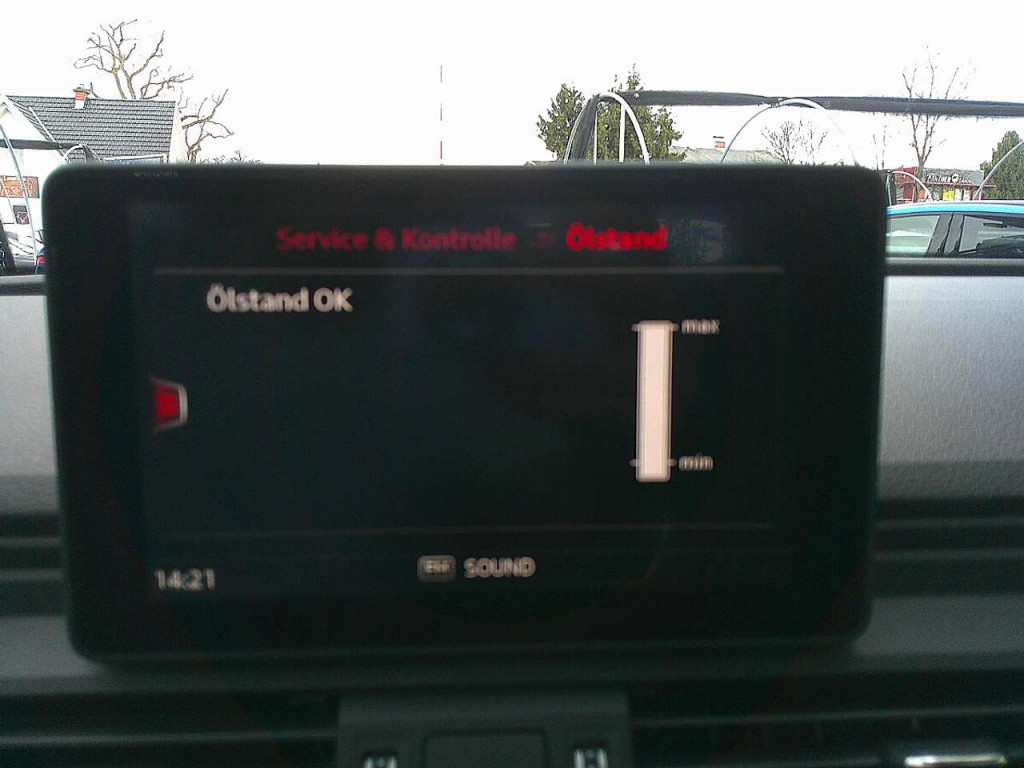 Service & Kontrolle Ölstand
Ölstand OK
max
min
SOUND
14:21